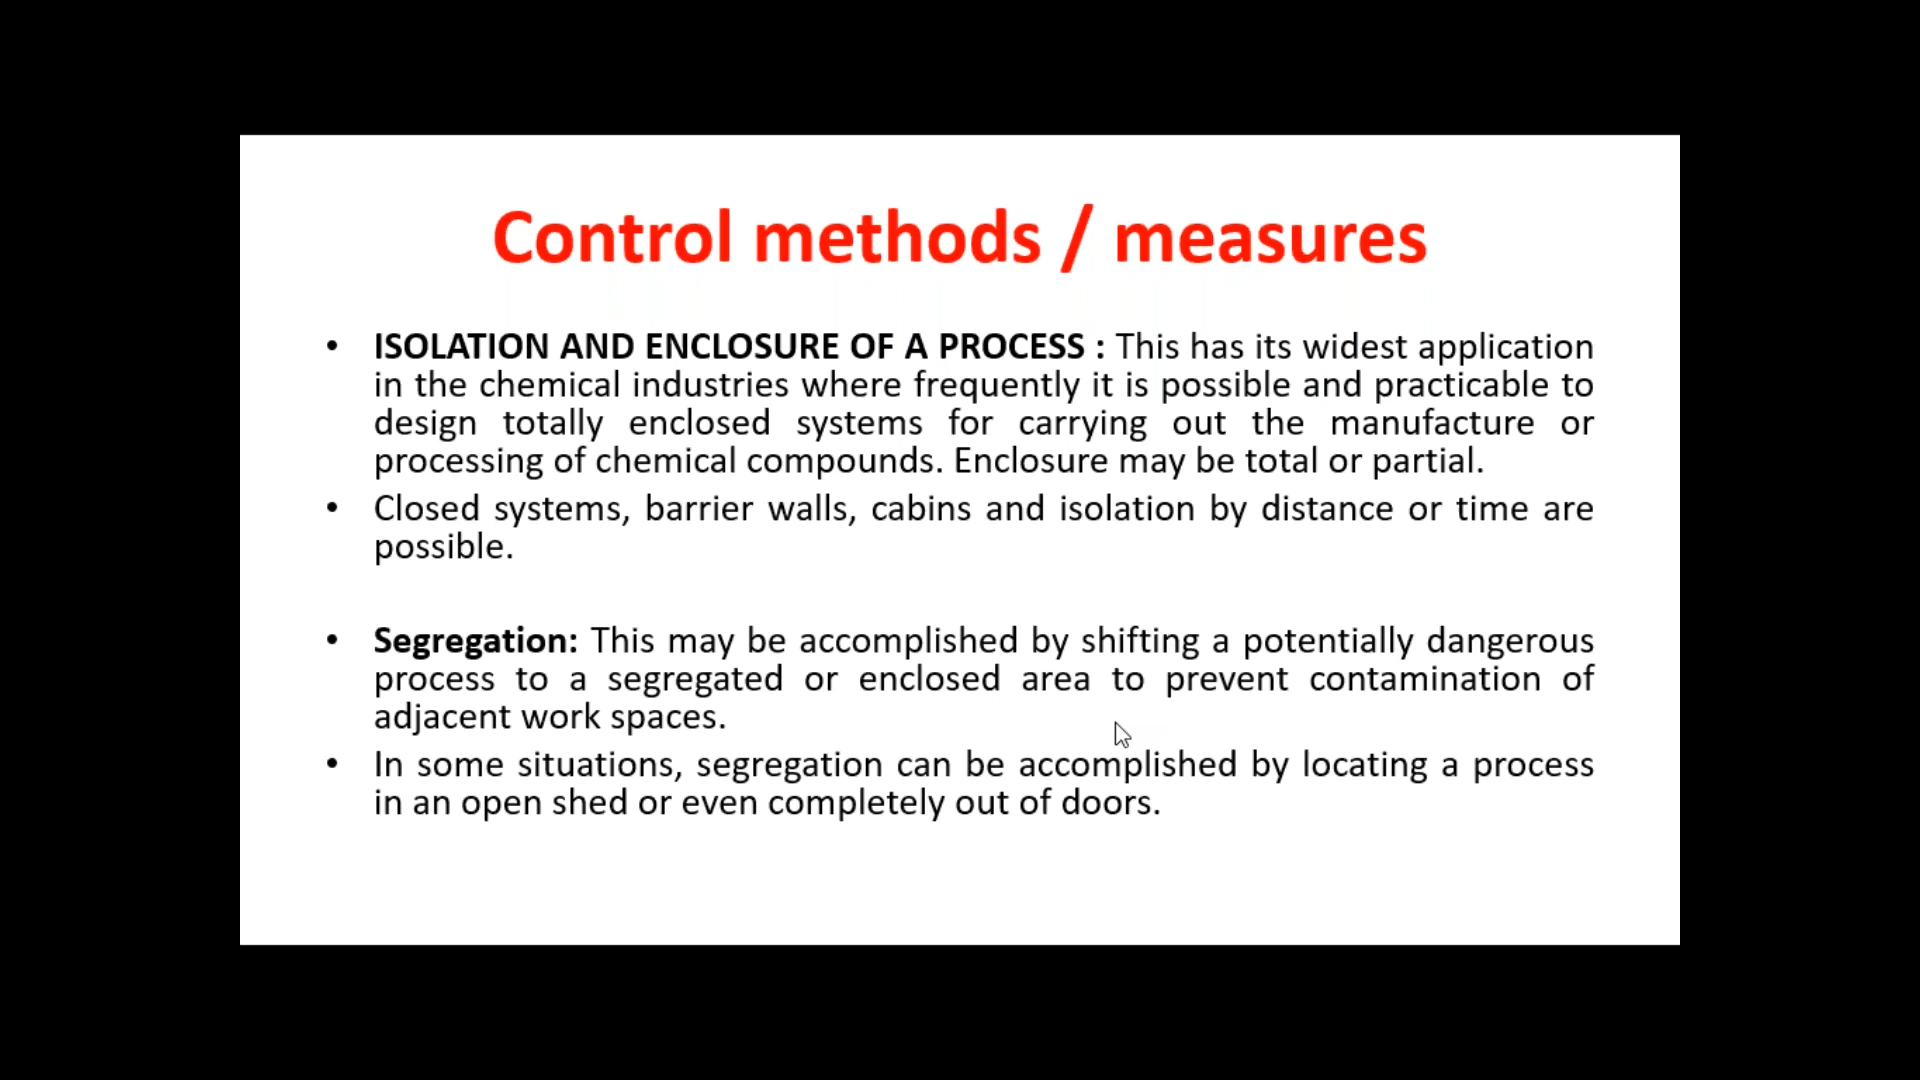 Control methods / measures
• ISOLATION AND ENCLOSURE OF A PROCESS : This has its widest application
in the chemical industries where frequently it is possible and practicable to
design totally enclosed systems for carrying out the manufacture or
processing of chemical compounds. Enclosure may be total or partial.
• Closed systems, barrier walls, cabins and isolation by distance or time are
possible.
• Segregation: This may be accomplished by shifting a potentially dangerous
process to a segregated or enclosed area to prevent contamination of
adjacent work spaces.
• In some situations, segregation can be accomplished by locating a process
in an open shed or even completely out of doors.